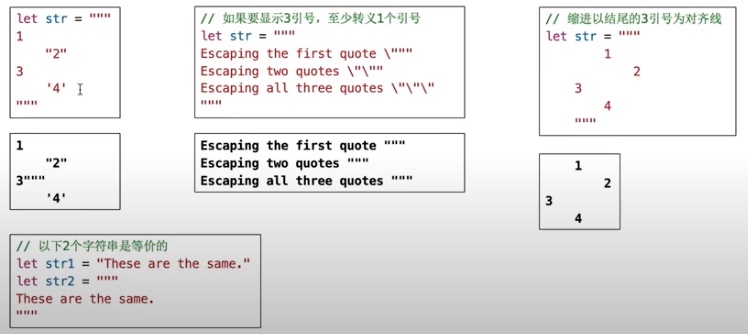 let str = """
1
    "2"
3
    '4'
"""
1
    "2"
3"""
    '4'
// 如果要显示3引号，至少转义1个引号
let str = """
Escaping the first quote \"""
Escaping two quotes \"\""
Escaping all three quotes \"\"\"
"""
Escaping the first quote """
Escaping two quotes """
Escaping all three quotes """
// 缩进以结尾的3引号为对齐线
let str = """
        1
            2
    3
        4
    """
    1
        2
3
    4
// 以下2个字符串是等价的
let str1 = "These are the same."
let str2 = """
These are the same.
"""